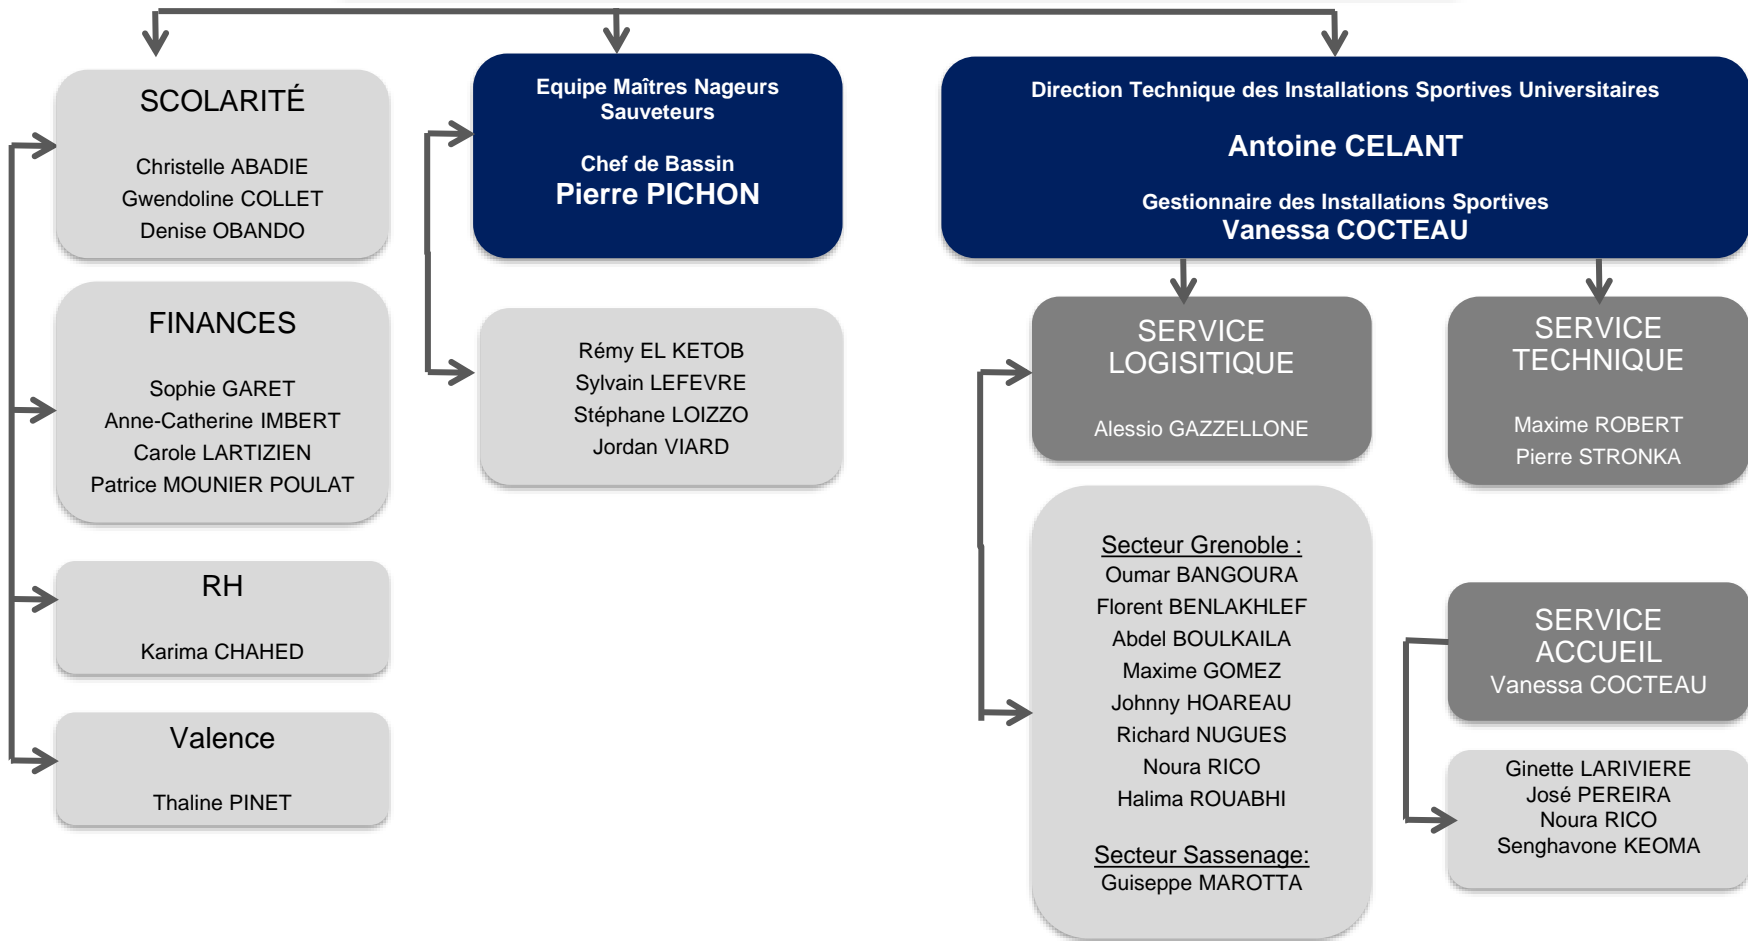 SCOLARITÉ
Christelle ABADIE
Gwendoline COLLET
Denise OBANDO
FINANCES
Sophie GARET
Anne-Catherine IMBERT
Carole LARTIZIEN
Patrice MOUNIER POULAT
RH
Karima CHAHED
Valence
Thaline PINET
Equipe Maîtres Nageurs
Sauveteurs
Chef de Bassin
Pierre PICHON
Rémy EL KETOB
Sylvain LEFEVRE
Stéphane LOIZZO
Jordan VIARD
Direction Technique des Installations Sportives Universitaires
Antoine CELANT
Gestionnaire des Installations Sportives
Vanessa COCTEAU
SERVICE
LOGISITIQUE
Alessio GAZZELLONE
Secteur Grenoble :
Oumar BANGOURA
Florent BENLAKHLEF
Abdel BOULKAILA
Maxime GOMEZ
Johnny HOAREAU
Richard NUGUES
Noura RICO
Halima ROUABHI
Secteur Sassenage:
Guiseppe MAROTTA
SERVICE
TECHNIQUE
Maxime ROBERT
Pierre STRONKA
SERVICE
ACCUEIL
Vanessa COCTEAU
Ginette LARIVIERE
José PEREIRA
Noura RICO
Senghavone KEOMA